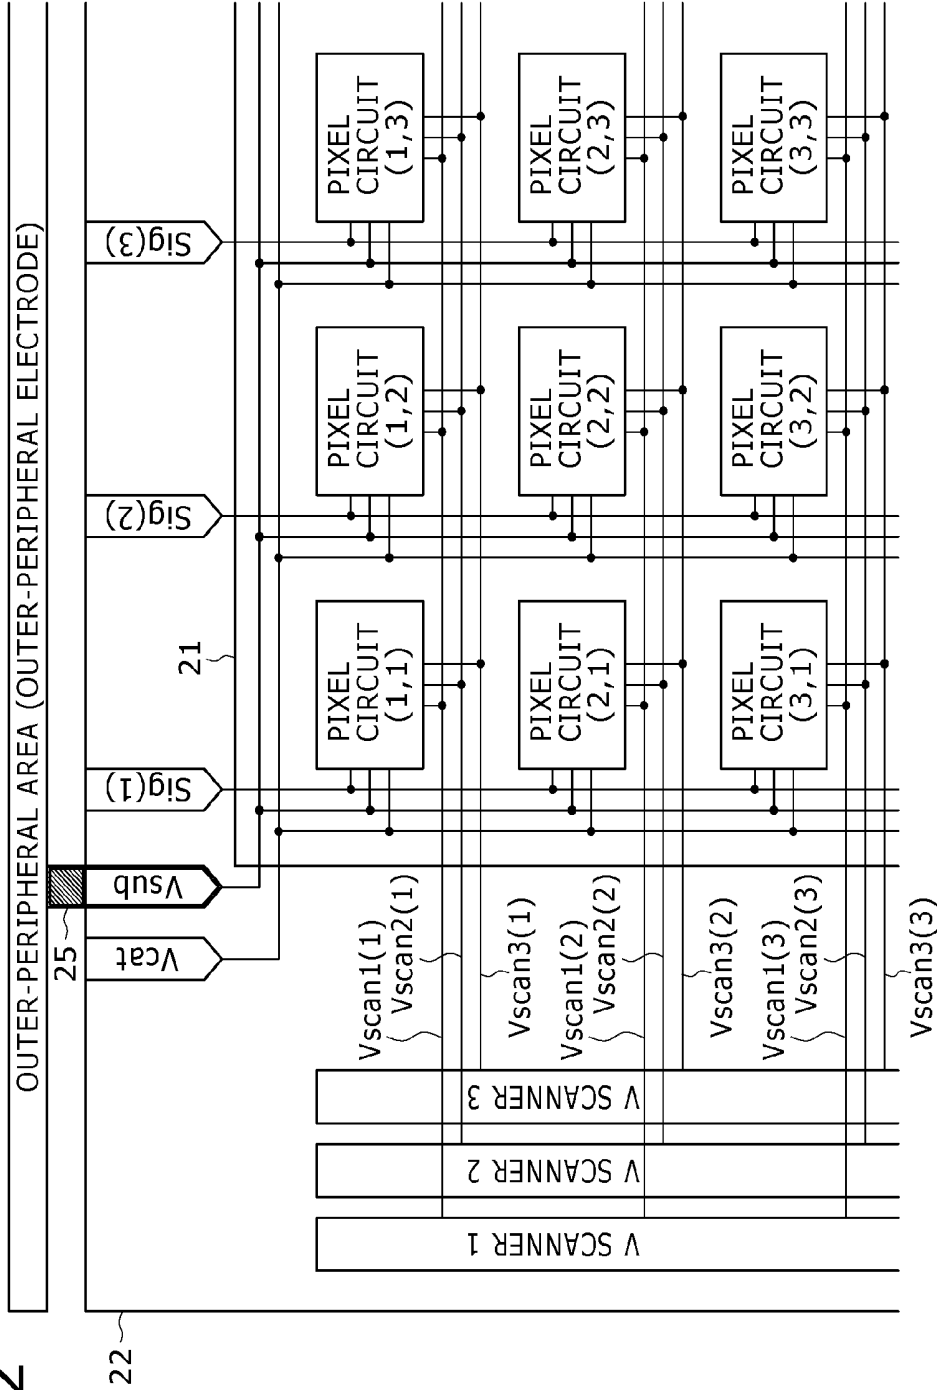 2
OUTER-PERIPHERAL AREA (OUTER-PERIPHERAL ELECTRODE)
22
25
21
Vcat
Vsub
Sig(1)
Sig(2)
Sig(3)
V SCANNER 1
V SCANNER 2
V SCANNER 3
Vscan1(1)
Vscan2(1)
Vscan3(1)
Vscan1(2)
Vscan2(2)
Vscan3(2)
Vscan1(3)
Vscan2(3)
Vscan3(3)
PIXEL
CIRCUIT
(1,1)
PIXEL
CIRCUIT
(1,2)
PIXEL
CIRCUIT
(1,3)
PIXEL
CIRCUIT
(2,1)
PIXEL
CIRCUIT
(2,2)
PIXEL
CIRCUIT
(2,3)
PIXEL
CIRCUIT
(3,1)
PIXEL
CIRCUIT
(3,2)
PIXEL
CIRCUIT
(3,3)